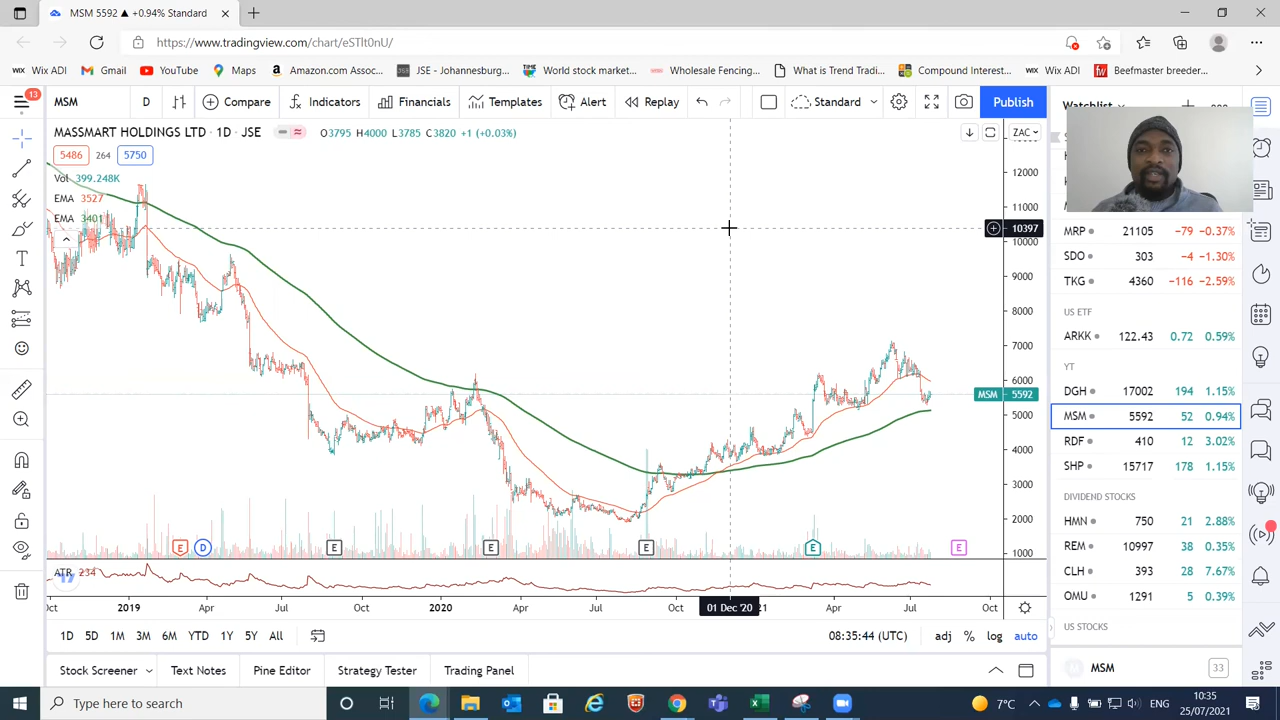 MSM 5592 ▲ +0.94% Standard
https://www.tradingview.com/chart/eSTlt0nU/
Wix ADI
Gmail
YouTube
Maps
Amazon.com Assoc...
JSE - Johannesburg...
World stock market...
Wholesale Fencing...
What is Trend Tradi...
Compound Interest...
Wix ADI
Beefmaster breeder...
13
MSM
D
Compare
Indicators
Financials
Templates
Alert
Replay
Standard
Publish
Watchlist
MASSMART HOLDINGS LTD · 1D · JSE
O3795 H4000 L3785 C3820 +1 (+0.03%)
ZAC
5486 264 5750
Vol 399.248K
EMA 3527
EMA 3401
12000
11000
10397
10000
9000
8000
7000
6000
MSM 5592
5000
4000
3000
2000
1000
E D E E E E E
ATR 234
Oct 2019 Apr Jul Oct 2020 Apr Jul Oct 01 Dec '20 21 Apr Jul Oct
MRP 21105 −79 −0.37%
SDO 303 −4 −1.30%
TKG 4360 −116 −2.59%
US ETF
ARKK 122.43 0.72 0.59%
YT
DGH 17002 194 1.15%
MSM 5592 52 0.94%
RDF 410 12 3.02%
SHP 15717 178 1.15%
DIVIDEND STOCKS
HMN 750 21 2.88%
REM 10997 38 0.35%
CLH 393 28 7.67%
OMU 1291 5 0.39%
US STOCKS
1D 5D 1M 3M 6M YTD 1Y 5Y All
08:35:44 (UTC)
adj % log auto
Stock Screener
Text Notes
Pine Editor
Strategy Tester
Trading Panel
MSM
33
Type here to search
7°C
10:35
25/07/2021